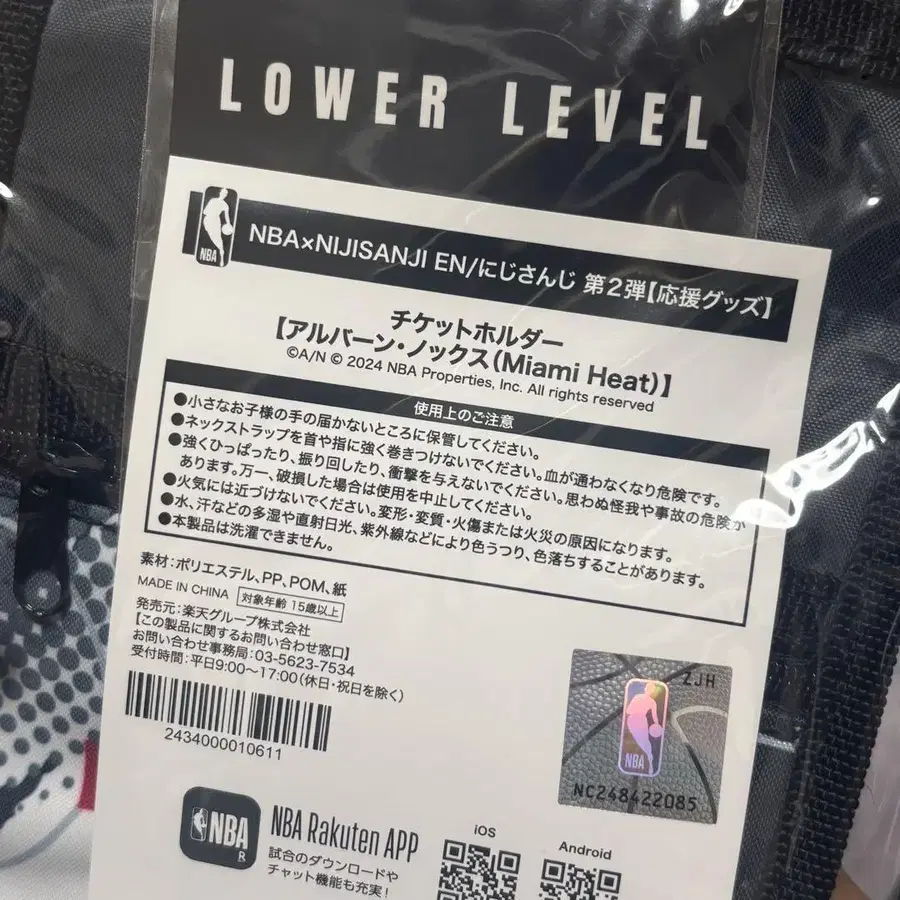 LOWER LEVEL
NBA
NBA×NIJISANJI EN/にじさんじ 第2弾【応援グッズ】
チケットホルダー
【アルバーン・ノックス(Miami Heat)】
©A/N © 2024 NBA Properties, Inc. All rights reserved
使用上のご注意
●小さなお子様の手の届かないところに保管してください。
●ネックストラップを首や指に強く巻きつけないでください。血が通わなくなり危険です。
●強くひっぱったり、振り回したり、衝撃を与えないでください。思わぬ怪我や事故の危険が
あります。万一、破損した場合は使用を中止してください。
●火気には近づけないでください。変形・変質・火傷または火災の原因になります。
●水、汗などの多湿や直射日光、紫外線などにより色うつり、色落ちすることがあります。
●本製品は洗濯できません。
素材:ポリエステル、PP、POM、紙
MADE IN CHINA 対象年齢 15歳以上
発売元:楽天グループ株式会社
【この製品に関するお問い合わせ窓口】
お問い合わせ事務局:03-5623-7534
受付時間:平日9:00〜17:00(休日・祝日を除く)
2434000010611
ZJH
NBA
NC248422085
NBA
R
NBA Rakuten APP
試合のダウンロードや
チャット機能も充実!
iOS
Android